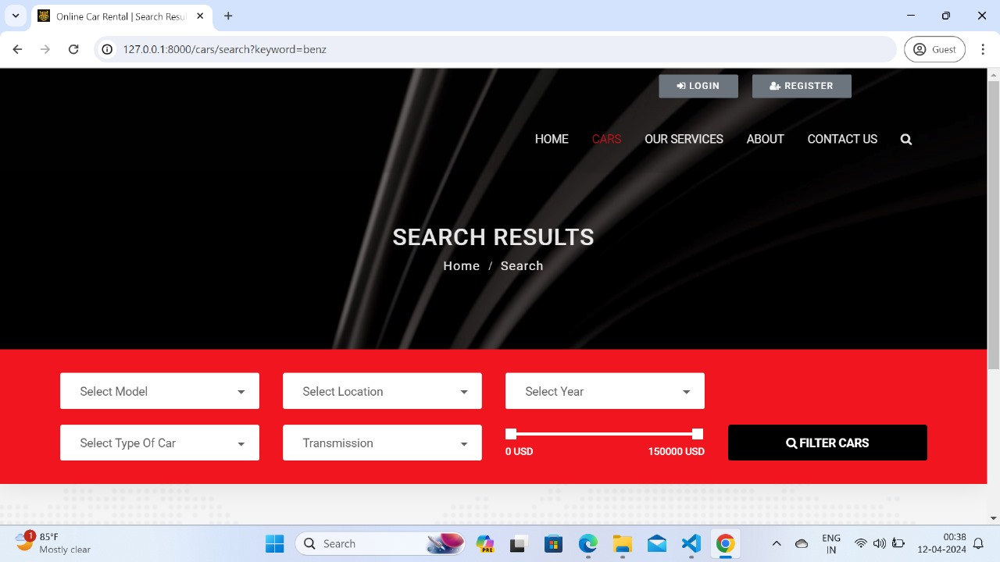 Online Car Rental | Search Resul
127.0.0.1:8000/cars/search?keyword=benz
Guest
LOGIN
REGISTER
HOME
CARS
OUR SERVICES
ABOUT
CONTACT US
SEARCH RESULTS
Home / Search
Select Model
Select Location
Select Year
Select Type Of Car
Transmission
0 USD
150000 USD
FILTER CARS
1
85°F
Mostly clear
Search
PRE
ENG
IN
00:38
12-04-2024